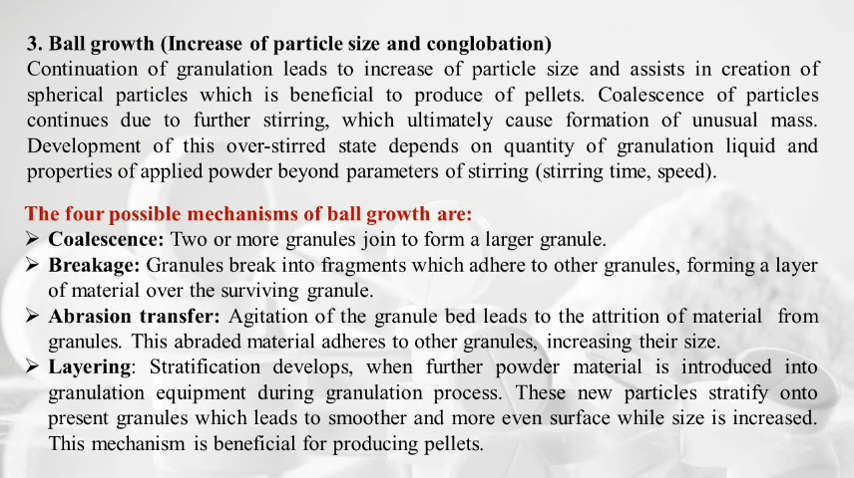 3. Ball growth (Increase of particle size and conglobation)
Continuation of granulation leads to increase of particle size and assists in creation of
spherical particles which is beneficial to produce of pellets. Coalescence of particles
continues due to further stirring, which ultimately cause formation of unusual mass.
Development of this over-stirred state depends on quantity of granulation liquid and
properties of applied powder beyond parameters of stirring (stirring time, speed).
The four possible mechanisms of ball growth are:
➢ Coalescence: Two or more granules join to form a larger granule.
➢ Breakage: Granules break into fragments which adhere to other granules, forming a layer
of material over the surviving granule.
➢ Abrasion transfer: Agitation of the granule bed leads to the attrition of material from
granules. This abraded material adheres to other granules, increasing their size.
➢ Layering: Stratification develops, when further powder material is introduced into
granulation equipment during granulation process. These new particles stratify onto
present granules which leads to smoother and more even surface while size is increased.
This mechanism is beneficial for producing pellets.